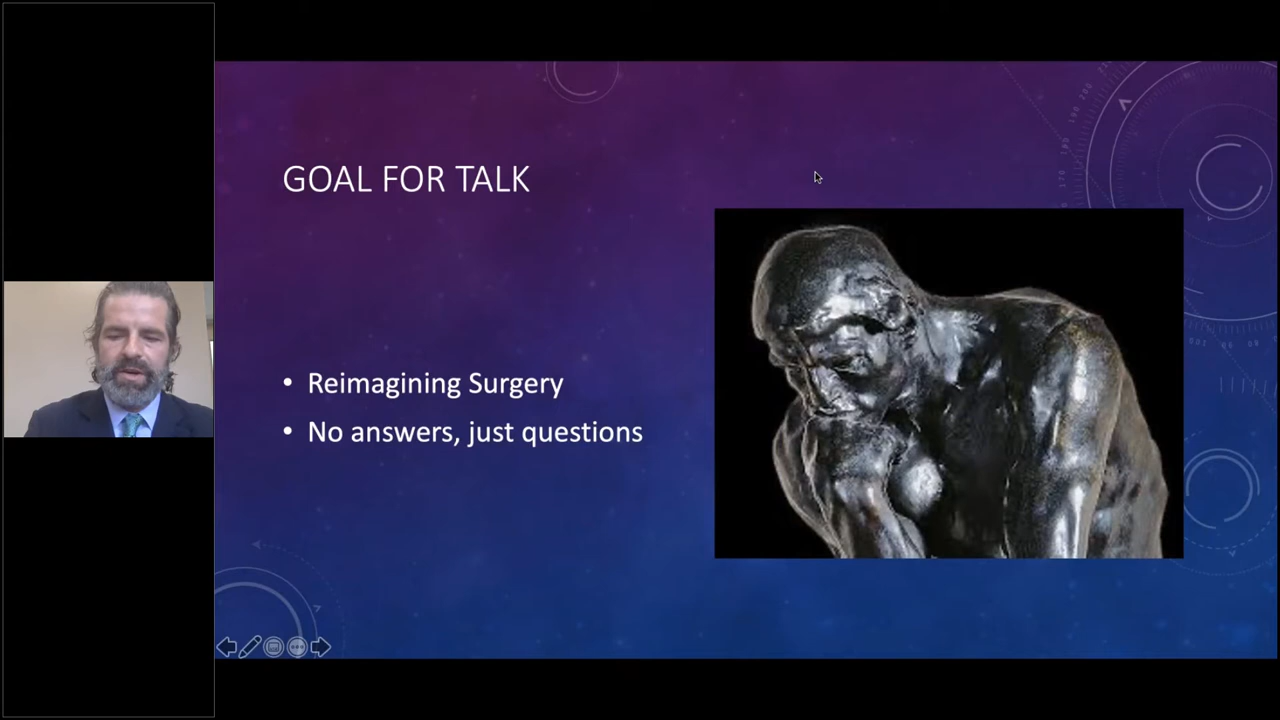 GOAL FOR TALK
• Reimagining Surgery
• No answers, just questions